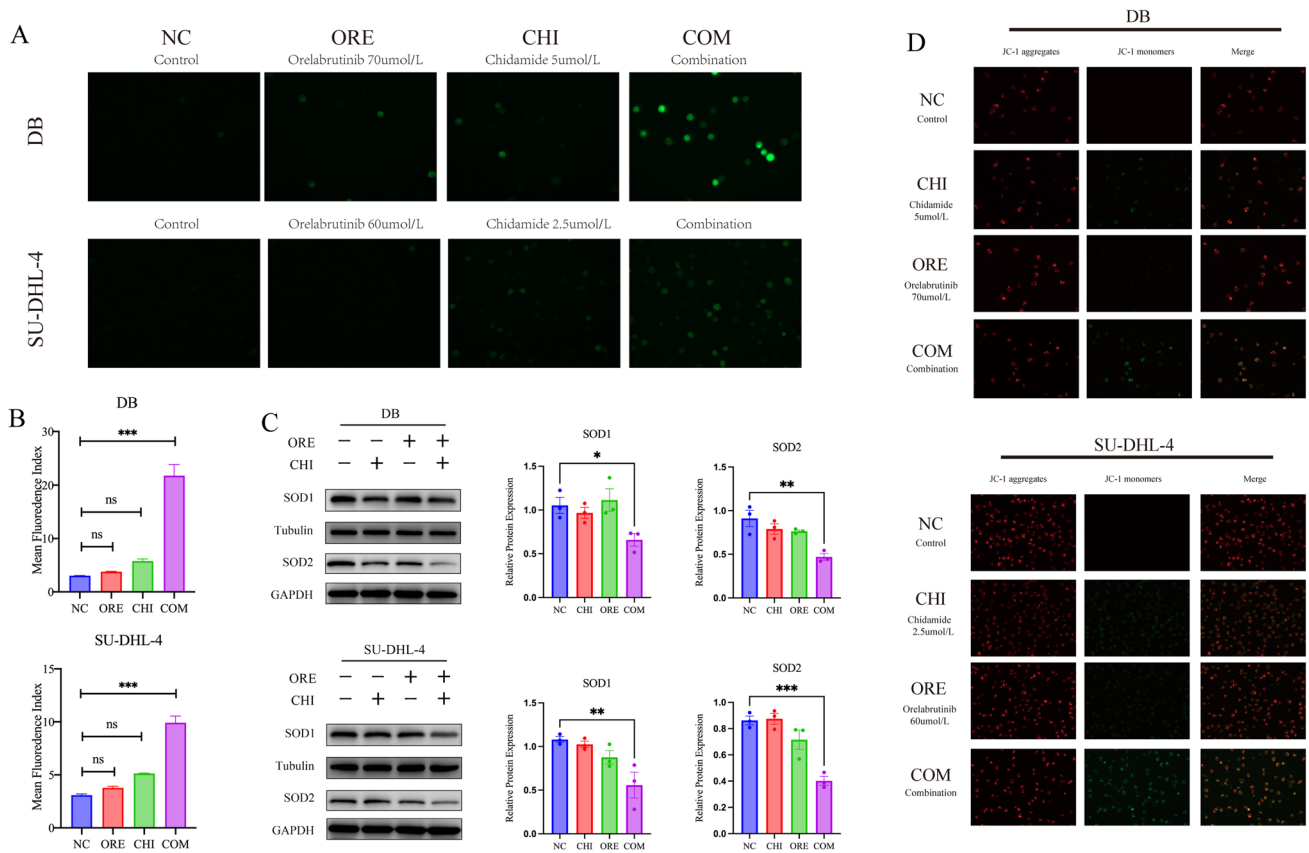 A
NC
ORE
CHI
COM
Control
Orelabrutinib 70umol/L
Chidamide 5umol/L
Combination
DB
Control
Orelabrutinib 60umol/L
Chidamide 2.5umol/L
Combination
SU-DHL-4
B
DB
Mean Fluoredence Index
30
20
10
0
***
ns
ns
NC ORE CHI COM
SU-DHL-4
Mean Fluoredence Index
15
10
5
0
***
ns
ns
NC ORE CHI COM
C
DB
ORE — — + +
CHI — + — +
SOD1
Tubulin
SOD2
GAPDH
SOD1
Relative Protein Expression
1.5
1.0
0.5
0.0
*
NC CHI ORE COM
SOD2
Relative Protein Expression
1.5
1.0
0.5
0.0
**
NC CHI ORE COM
SU-DHL-4
ORE — — + +
CHI — + — +
SOD1
Tubulin
SOD2
GAPDH
SOD1
Relative Protein Expression
1.5
1.0
0.5
0.0
**
NC CHI ORE COM
SOD2
Relative Protein Expression
1.0
0.8
0.6
0.4
0.2
0.0
***
NC CHI ORE COM
D
DB
JC-1 aggregates JC-1 monomers Merge
NC
Control
CHI
Chidamide
5umol/L
ORE
Orelabrutinib
70umol/L
COM
Combination
SU-DHL-4
JC-1 aggregates JC-1 monomers Merge
NC
Control
CHI
Chidamide
2.5umol/L
ORE
Orelabrutinib
60umol/L
COM
Combination